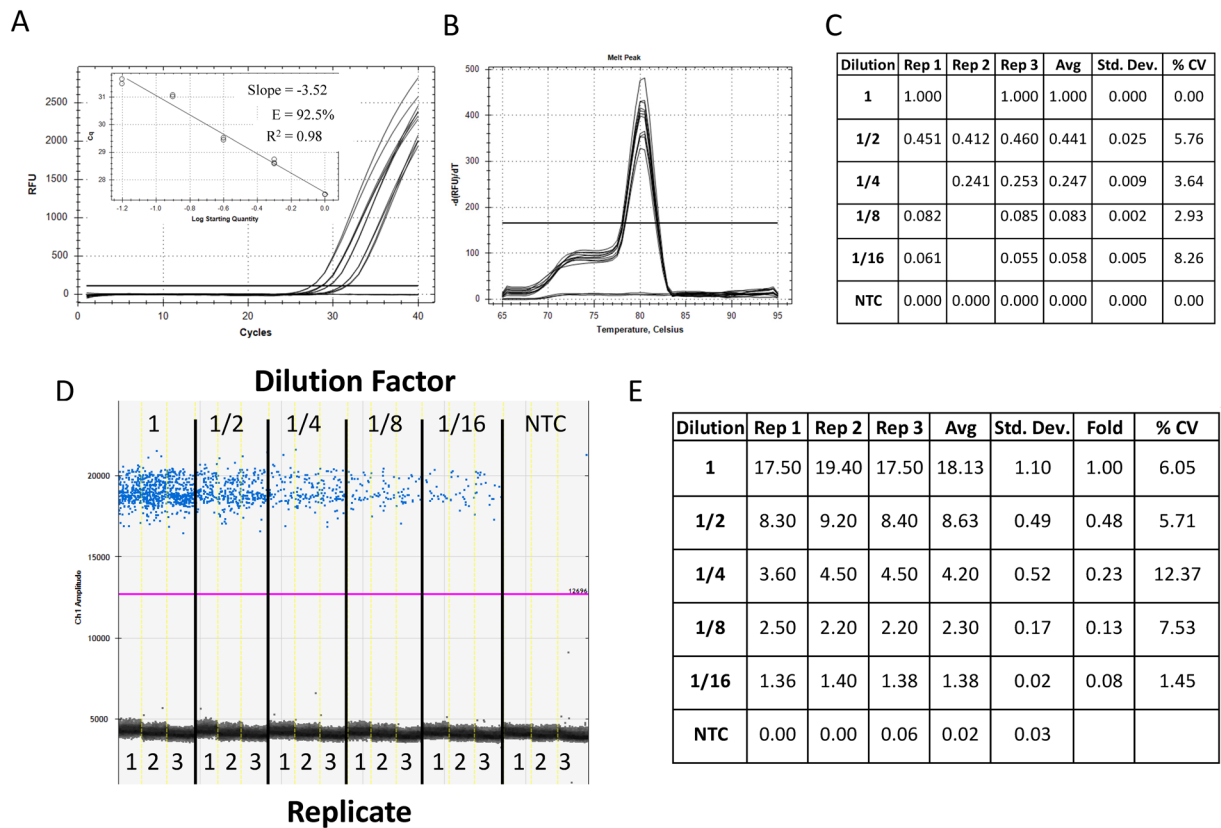 A
RFU
2500
2000
1500
1000
500
0
0
10
20
30
40
Cycles
Cq
31
30
29
28
-1.2
-1.0
-0.8
-0.6
-0.4
-0.2
0.0
Log Starting Quantity
Slope = -3.52
E = 92.5%
R² = 0.98
B
Melt Peak
-d(RFU)/dT
500
400
300
200
100
0
65
70
75
80
85
90
95
Temperature, Celsius
C
Dilution Rep 1 Rep 2 Rep 3 Avg Std. Dev. % CV
1 1.000 1.000 1.000 0.000 0.00
1/2 0.451 0.412 0.460 0.441 0.025 5.76
1/4 0.241 0.253 0.247 0.009 3.64
1/8 0.082 0.085 0.083 0.002 2.93
1/16 0.061 0.055 0.058 0.005 8.26
NTC 0.000 0.000 0.000 0.000 0.000 0.00
D
Dilution Factor
1 1/2 1/4 1/8 1/16 NTC
Ch1 Amplitude
20000
15000
12696
10000
5000
1 2 3 1 2 3 1 2 3 1 2 3 1 2 3 1 2 3
Replicate
E
Dilution Rep 1 Rep 2 Rep 3 Avg Std. Dev. Fold % CV
1 17.50 19.40 17.50 18.13 1.10 1.00 6.05
1/2 8.30 9.20 8.40 8.63 0.49 0.48 5.71
1/4 3.60 4.50 4.50 4.20 0.52 0.23 12.37
1/8 2.50 2.20 2.20 2.30 0.17 0.13 7.53
1/16 1.36 1.40 1.38 1.38 0.02 0.08 1.45
NTC 0.00 0.00 0.06 0.02 0.03